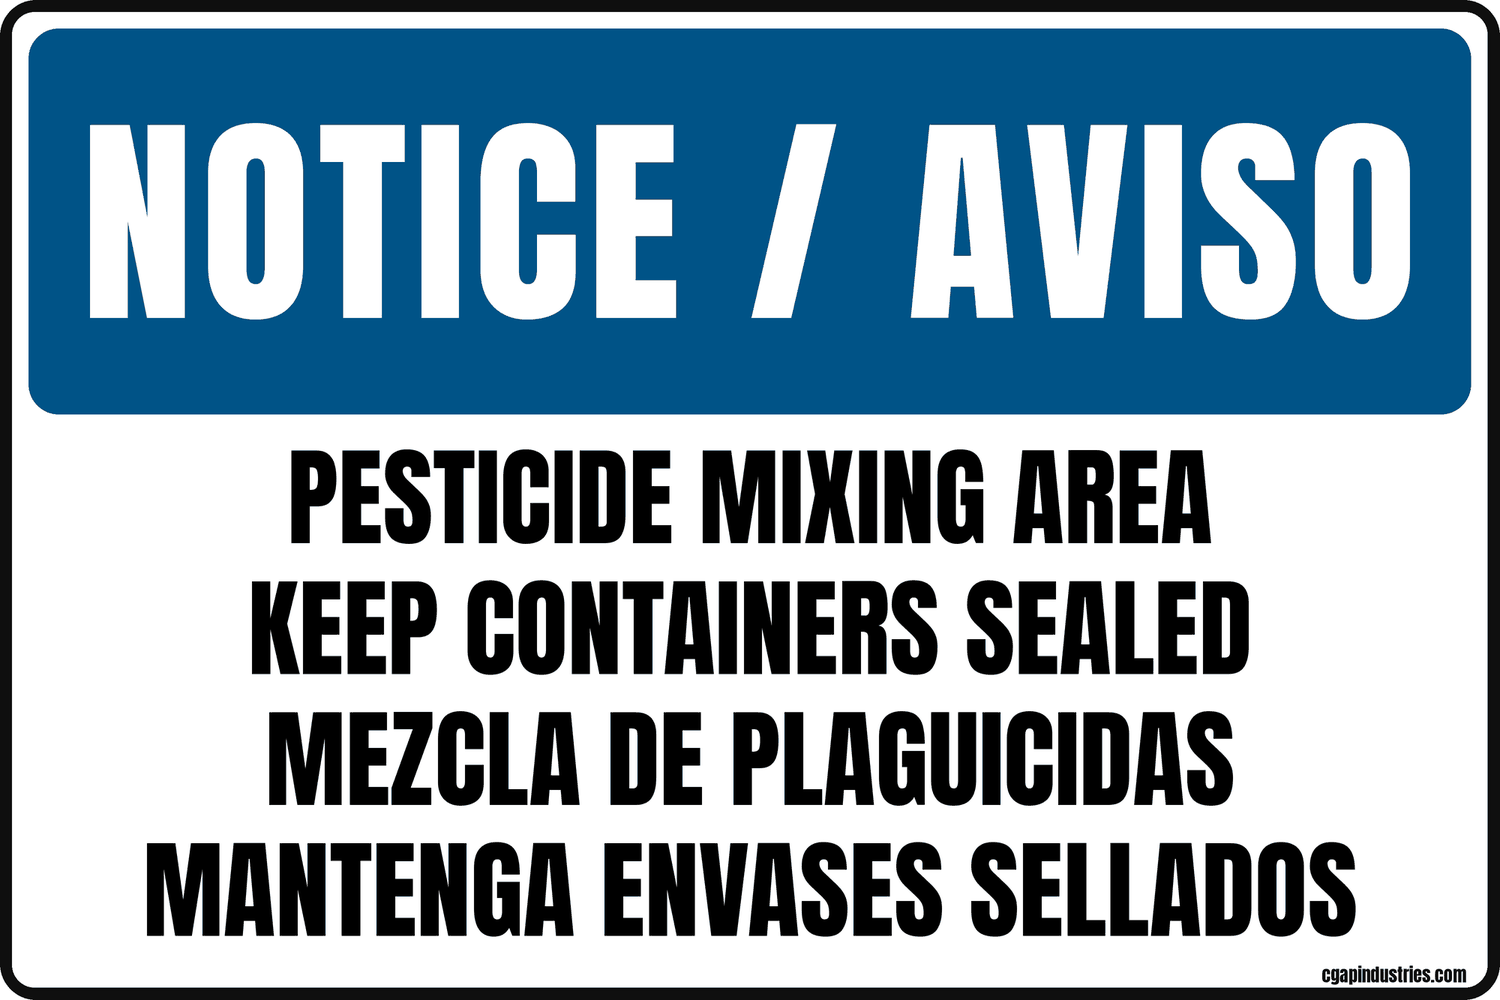 NOTICE / AVISO
PESTICIDE MIXING AREA
KEEP CONTAINERS SEALED
MEZCLA DE PLAGUICIDAS
MANTENGA ENVASES SELLADOS
cgapindustries.com